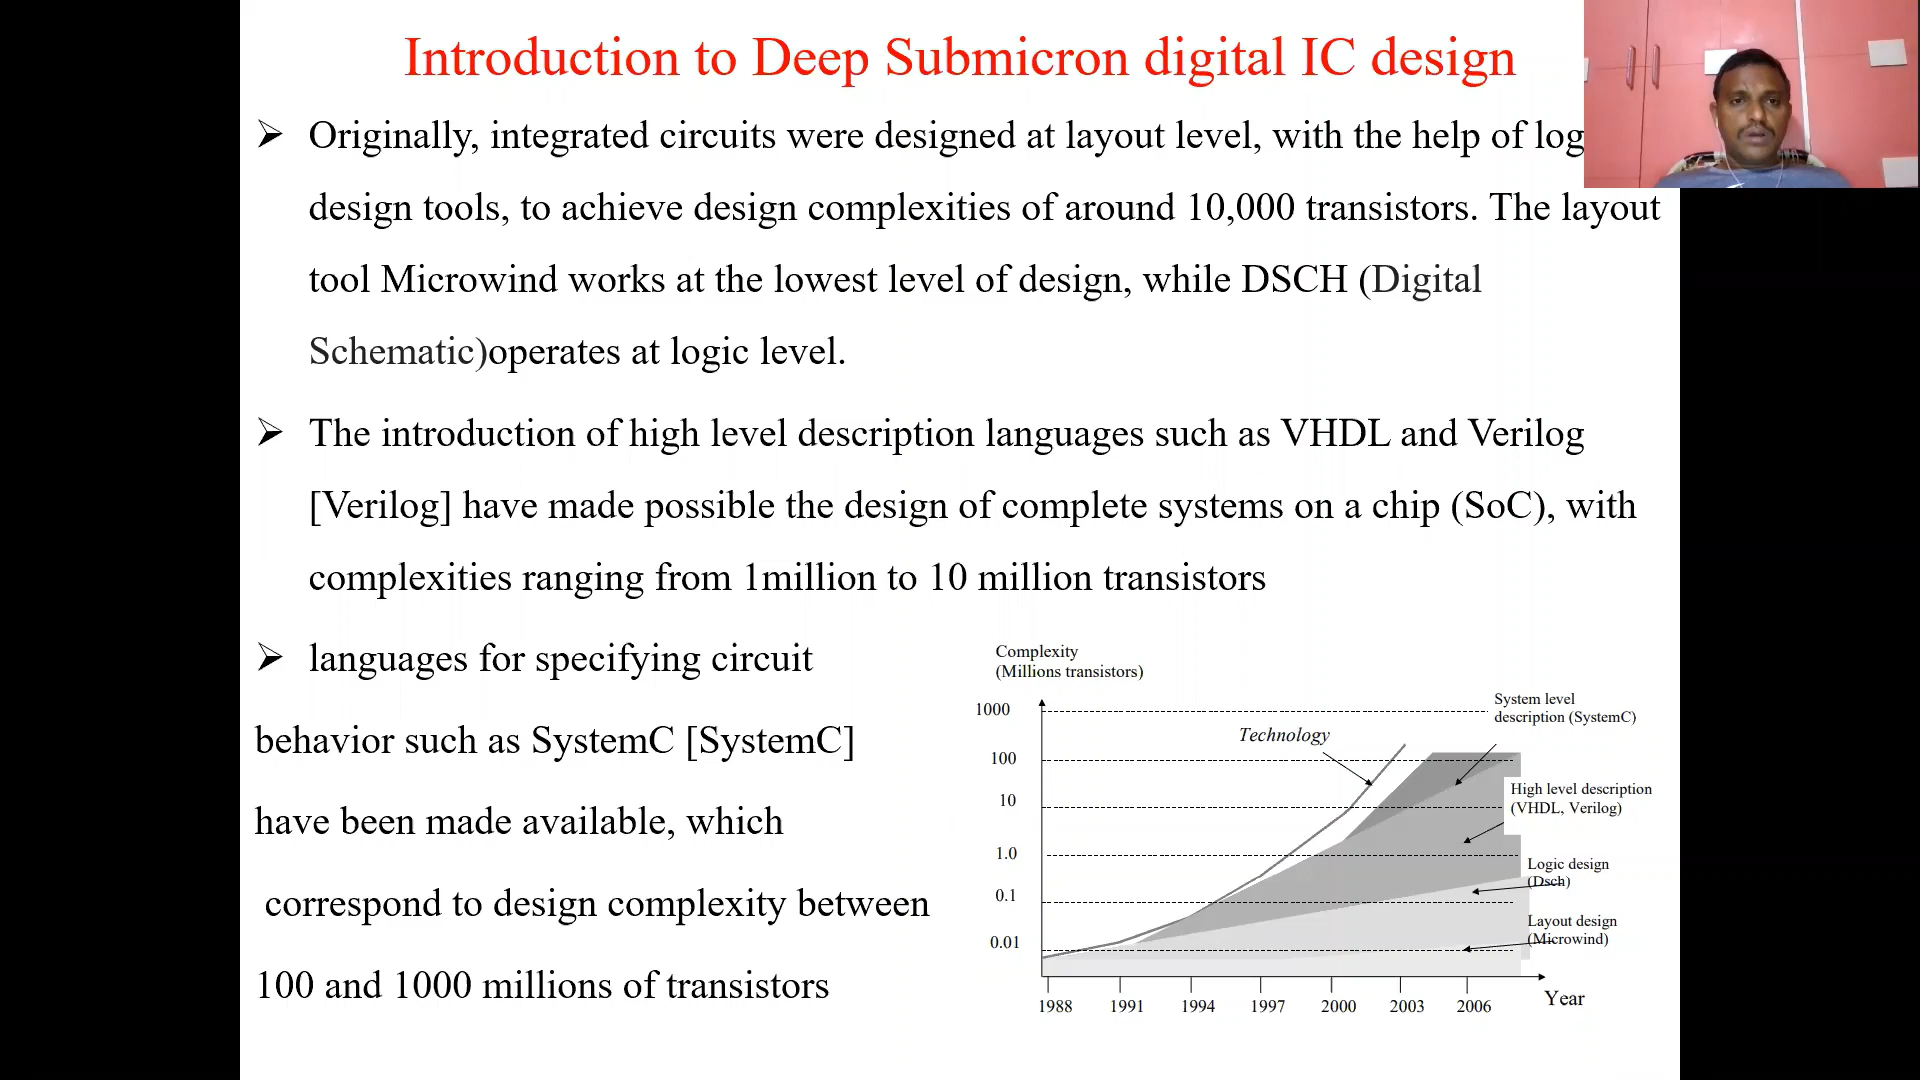 Introduction to Deep Submicron digital IC design
➢ Originally, integrated circuits were designed at layout level, with the help of
design tools, to achieve design complexities of around 10,000 transistors. The layout
tool Microwind works at the lowest level of design, while DSCH (Digital
Schematic)operates at logic level.
➢ The introduction of high level description languages such as VHDL and Verilog
[Verilog] have made possible the design of complete systems on a chip (SoC), with
complexities ranging from 1million to 10 million transistors
➢ languages for specifying circuit
behavior such as SystemC [SystemC]
have been made available, which
correspond to design complexity between
100 and 1000 millions of transistors
Complexity
(Millions transistors)
1000
100
10
1.0
0.1
0.01
Technology
System level
description (SystemC)
High level description
(VHDL, Verilog)
Logic design
(Dsch)
Layout design
(Microwind)
1988 1991 1994 1997 2000 2003 2006
Year